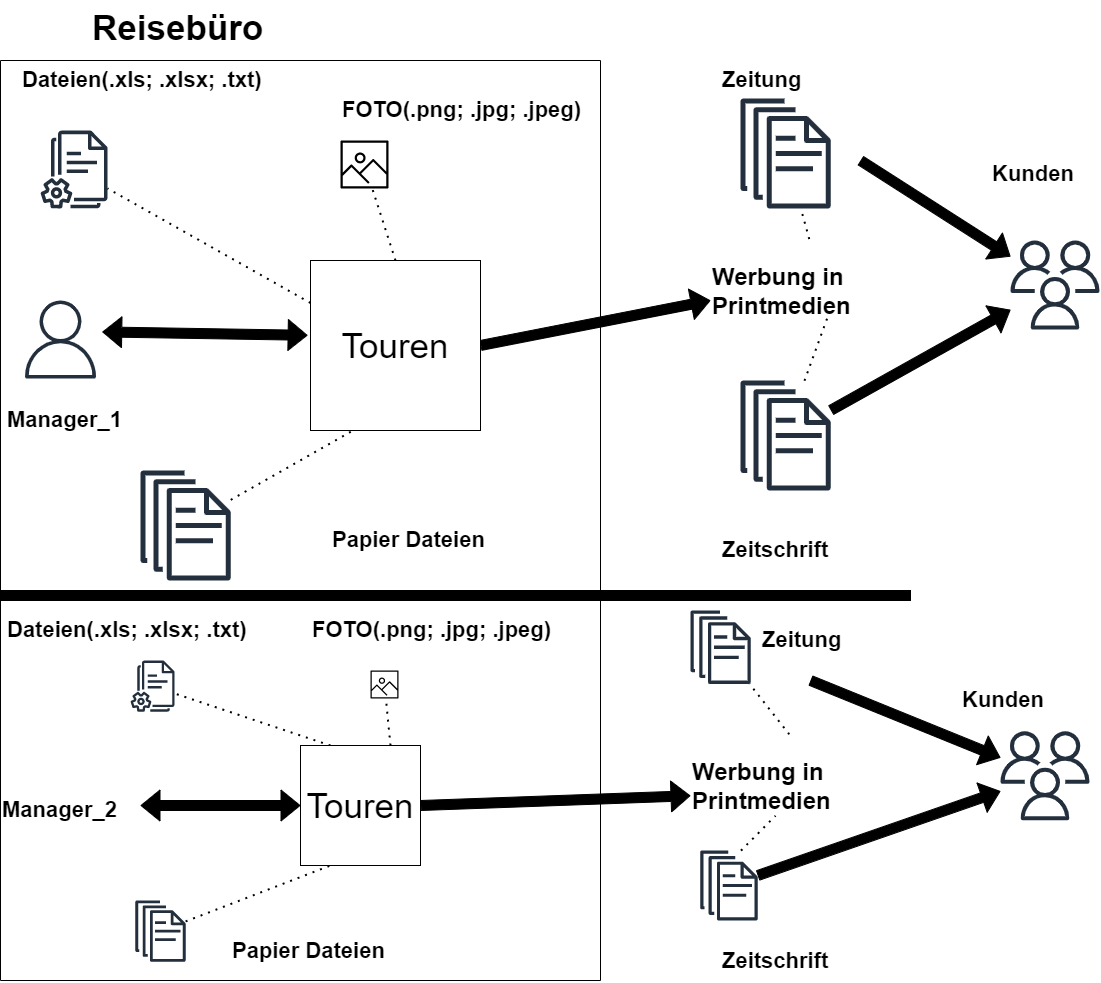 Reisebüro
Dateien(.xls; .xlsx; .txt)
FOTO(.png; .jpg; .jpeg)
Zeitung
Kunden
Werbung in
Printmedien
Touren
Manager_1
Papier Dateien
Zeitschrift
Dateien(.xls; .xlsx; .txt)
FOTO(.png; .jpg; .jpeg)
Zeitung
Kunden
Werbung in
Printmedien
Manager_2
Touren
Papier Dateien
Zeitschrift